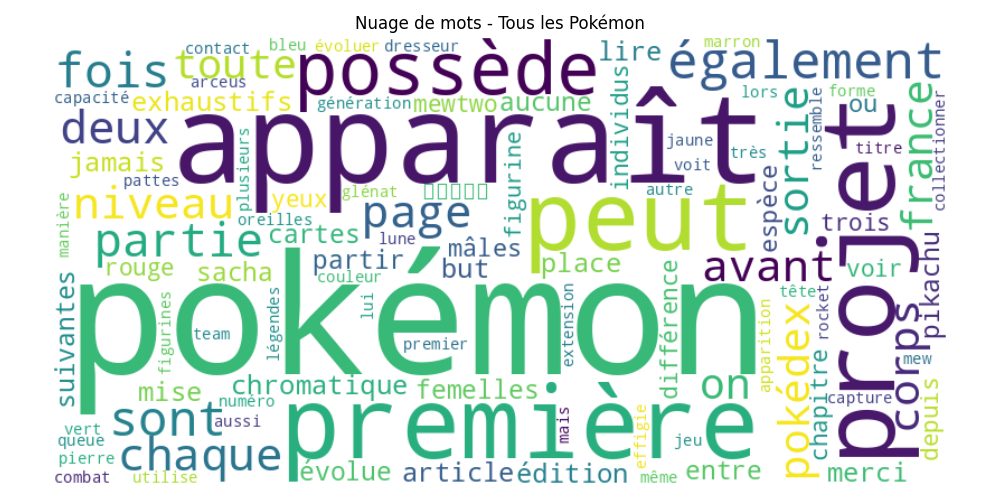 Nuage de mots - Tous les Pokémon
contact
bleu
évoluer
dresseur
marron
fois
toute
possède
lire
également
arceus
capacité
exhaustifs
génération
mewtwo
aucune
individus
lors
forme
ou
deux
apparaît
jaune
sortie
ressemble
titre
projet
france
collectionner
jamais
pattes
plusieurs
figurine
voit
très
niveau
yeux
glénat
autre
manière
oreilles
page
peut
espèce
trois
partie
cartes
lune
mâles
rouge
sacha
partir
but
place
avant
voir
pikachu
couleur
suivantes
pokémon
figurines
légendes
lui
extension
différence
tête
rocket
corps
team
premier
apparition
pokédex
chapitre
mew
mise
chromatique
femelles
on
capture
depuis
numéro
sont
aussi
première
mais
effigie
jeu
vert
queue
pierre
chaque
combat
utilise
évolue
article
édition
même
entre
merci